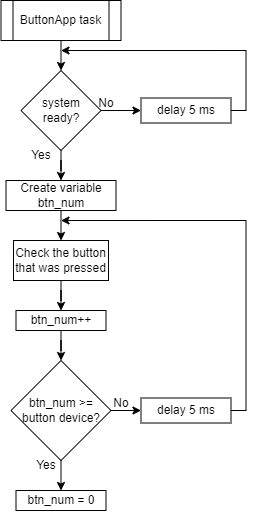 ButtonApp task
system
ready?
No
delay 5 ms
Yes
Create variable
btn_num
Check the button
that was pressed
btn_num++
btn_num >=
button device?
No
delay 5 ms
Yes
btn_num = 0